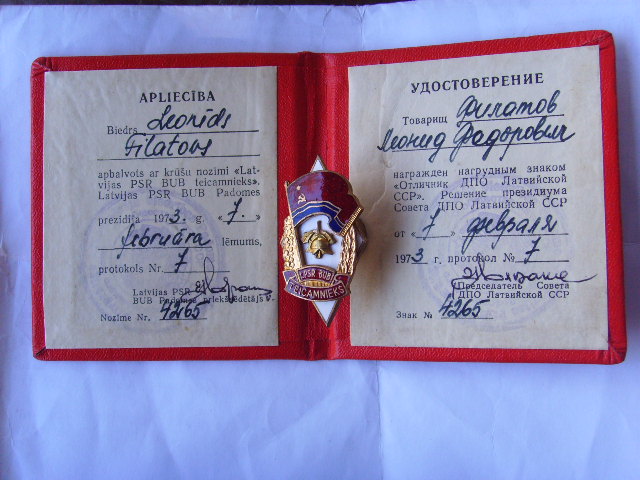 APLIECĪBA
Biedrs Leonīds
Filatovs
apbalvots ar krūšu nozīmi «Lat-
vijas PSR BUB teicamnieks».
Latvijas PSR BUB Padomes
prezidija 1973. g. «7.»
februāra lēmums,
protokols Nr. 7
Latvijas PSR
BUB Padomes priekšsēdētājs
Nozīme Nr. 4265
LPSR BUB
TEICAMNIEKS
УДОСТОВЕРЕНИЕ
Товарищ Филатов
Леонид Федорович
награжден нагрудным знаком
«Отличник ДПО Латвийской
ССР». Решение президиума
Совета ДПО Латвийской ССР
от «7» февраля
1973 г. протокол № 7
Председатель Совета
ДПО Латвийской ССР
Знак № 4265